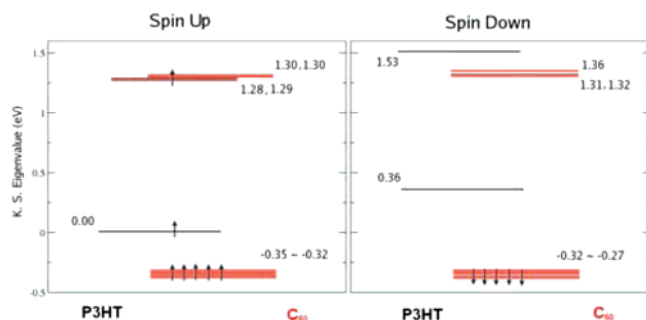 Spin Up
Spin Down
K. S. Eigenvalue (eV)
1.5
1
0.5
0
-0.5
1.30, 1.30
1.28, 1.29
0.00
-0.35 ~ -0.32
1.53
1.36
1.31, 1.32
0.36
-0.32 ~ -0.27
P3HT
C₆₀
P3HT
C₆₀